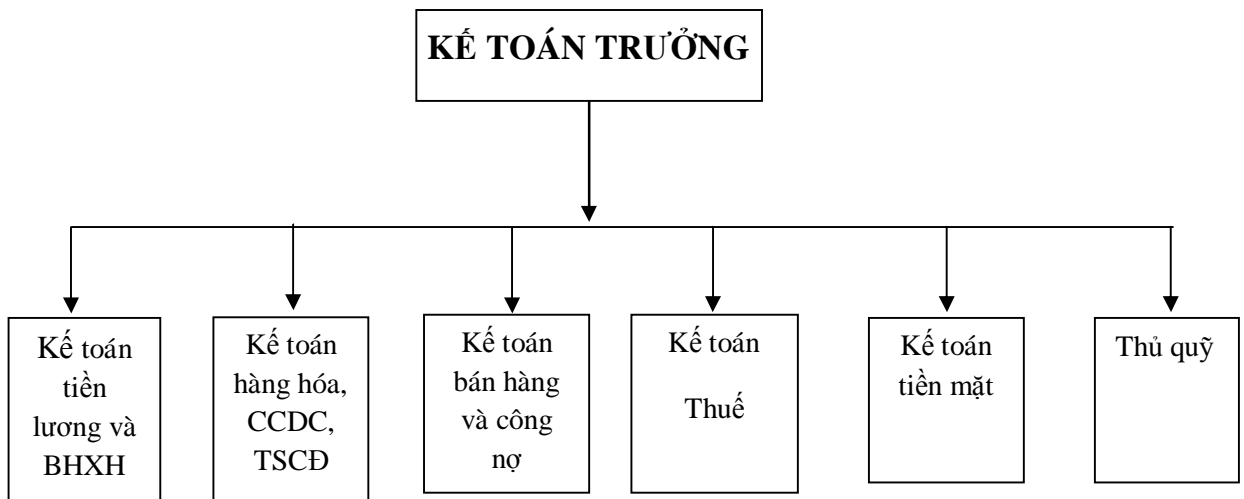 KẾ TOÁN TRƯỞNG
Kế toán
tiền
lương và
BHXH
Kế toán
hàng hóa,
CCDC,
TSCĐ
Kế toán
bán hàng
và công
nợ
Kế toán
Thuế
Kế toán
tiền mặt
Thủ quỹ